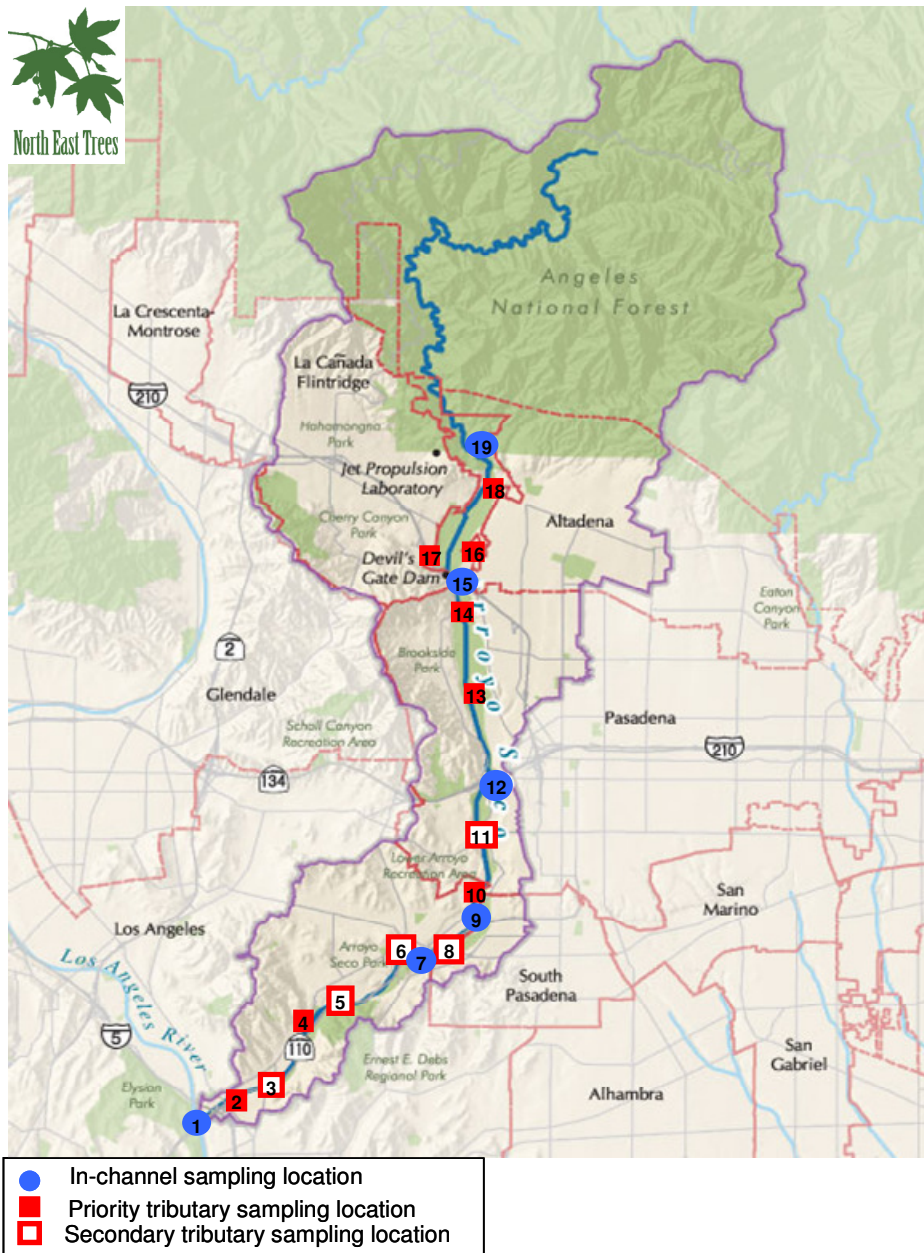 North East Trees
Angeles
National Forest
La Crescenta-
Montrose
210
La Cañada
Flintridge
Hahamongna
Park
19
Jet Propulsion
Laboratory
18
Cherry Canyon
Park
Altadena
17
16
Devil's
Gate Dam
15
Eaton
Canyon
Park
14
rroyo Seco
2
Brookside
Park
Glendale
13
Scholl Canyon
Recreation Area
Pasadena
210
134
12
11
Lower Arroyo
Recreation Area
10
San
Marino
9
Los Angeles
Los Angeles River
Arroyo
Seco Park
6
7
8
South
Pasadena
5
4
5
110
San
Gabriel
Ernest E. Debs
Regional Park
Elysian
Park
3
2
1
Alhambra
In-channel sampling location
Priority tributary sampling location
Secondary tributary sampling location